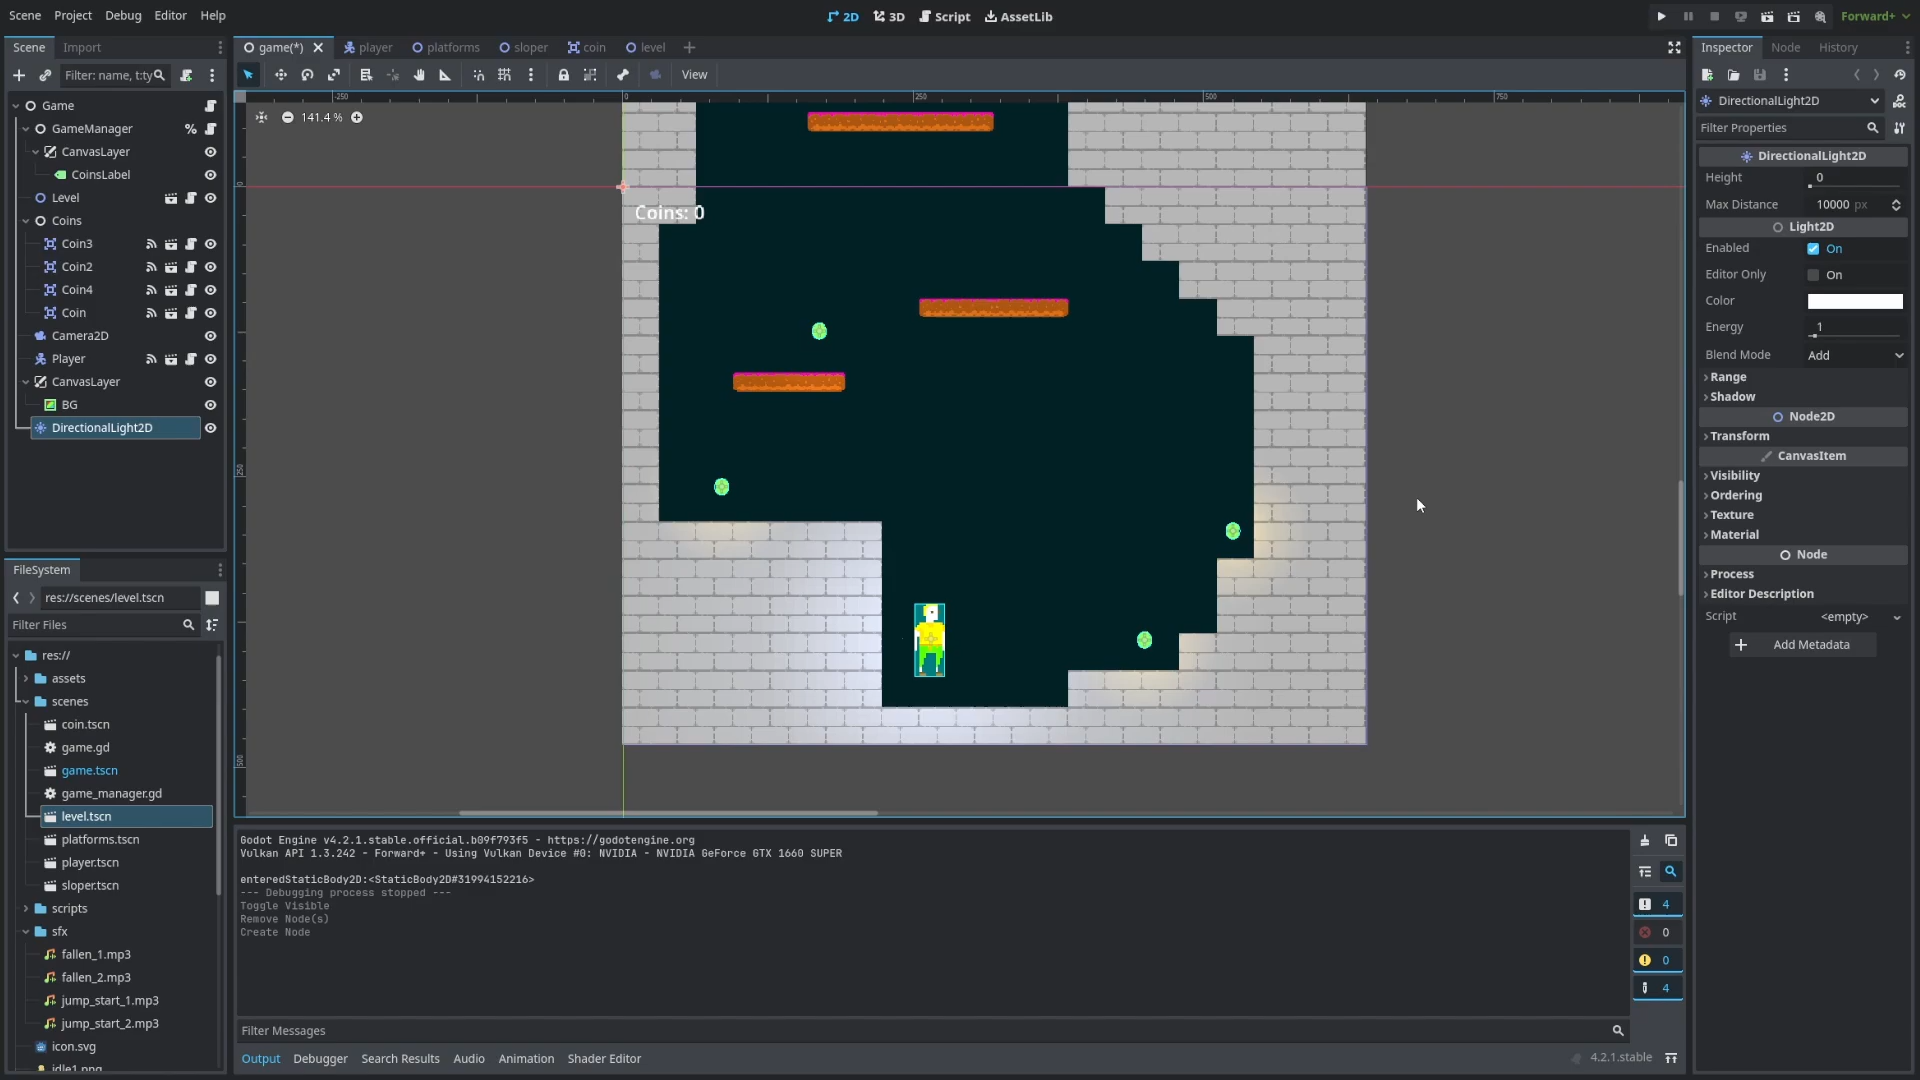 Scene Project Debug Editor Help
2D 3D Script AssetLib
Forward+
Scene Import
game(*) player platforms sloper coin level
Inspector Node History
Filter: name, t:ty
View
Game
GameManager
CanvasLayer
CoinsLabel
Level
Coins
Coin3
Coin2
Coin4
Coin
Camera2D
Player
CanvasLayer
BG
DirectionalLight2D
-250 0 250 500 750
0
250
500
141.4 %
Coins: 0
FileSystem
res://scenes/level.tscn
Filter Files
res://
assets
scenes
coin.tscn
game.gd
game.tscn
game_manager.gd
level.tscn
platforms.tscn
player.tscn
sloper.tscn
scripts
sfx
fallen_1.mp3
fallen_2.mp3
jump_start_1.mp3
jump_start_2.mp3
icon.svg
idle1.png
Godot Engine v4.2.1.stable.official.b09f793f5 - https://godotengine.org
Vulkan API 1.3.242 - Forward+ - Using Vulkan Device #0: NVIDIA - NVIDIA GeForce GTX 1660 SUPER
enteredStaticBody2D:<StaticBody2D#31994152216>
--- Debugging process stopped ---
Toggle Visible
Remove Node(s)
Create Node
4
0
0
4
Filter Messages
Output Debugger Search Results Audio Animation Shader Editor
4.2.1.stable
DirectionalLight2D
Filter Properties
DirectionalLight2D
Height 0
Max Distance 10000 px
Light2D
Enabled On
Editor Only On
Color
Energy 1
Blend Mode Add
Range
Shadow
Node2D
Transform
CanvasItem
Visibility
Ordering
Texture
Material
Node
Process
Editor Description
Script <empty>
Add Metadata